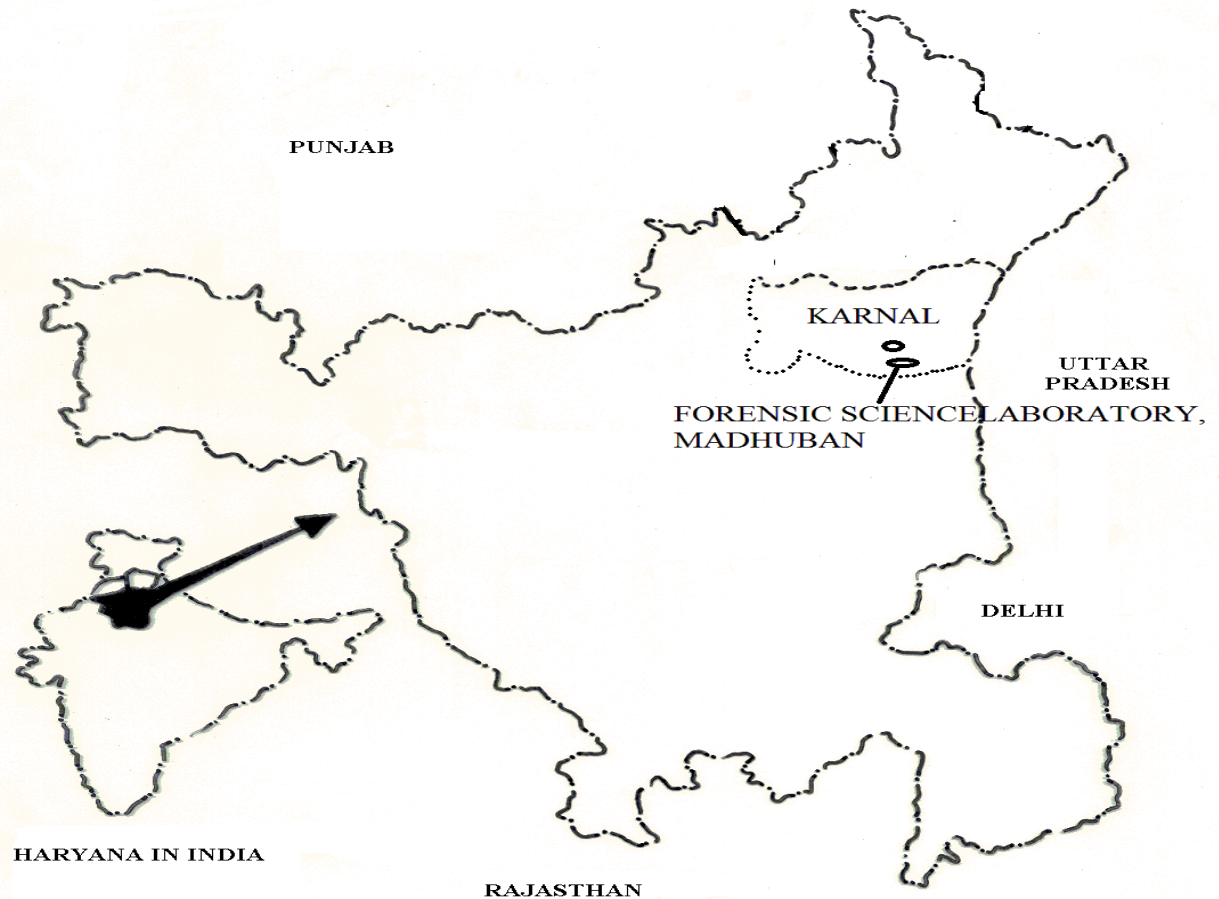 PUNJAB
KARNAL
UTTAR
PRADESH
FORENSIC SCIENCELABORATORY,
MADHUBAN
DELHI
HARYANA IN INDIA
RAJASTHAN